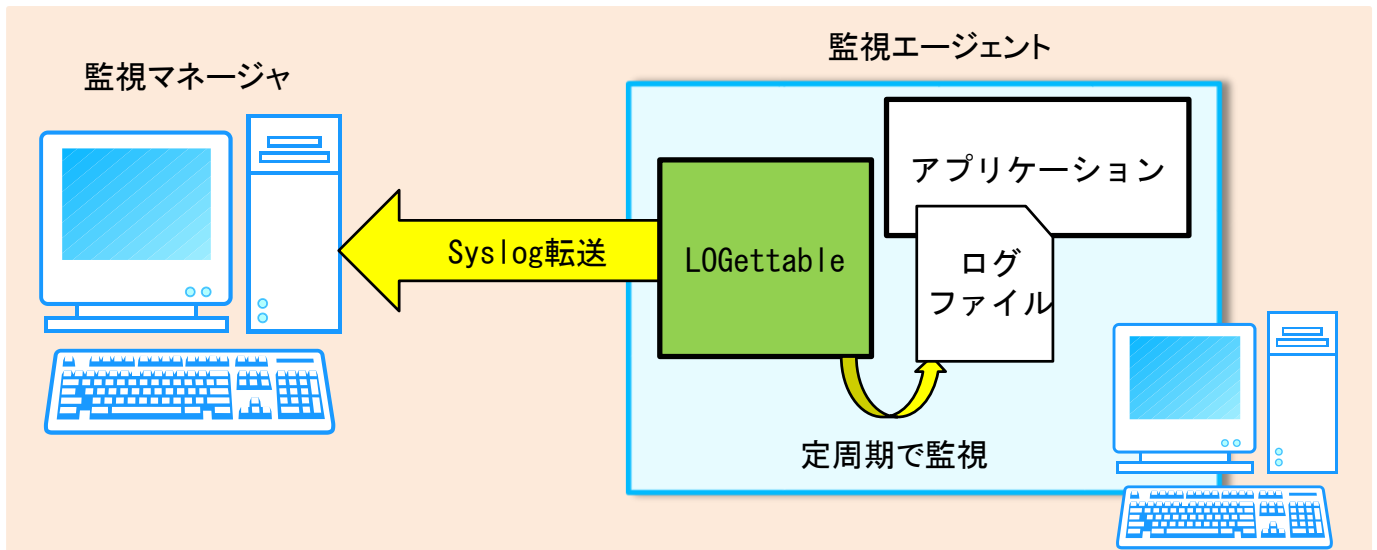 監視マネージャ
監視エージェント
アプリケーション
Syslog転送
LOGettable
ログ
ファイル
定周期で監視